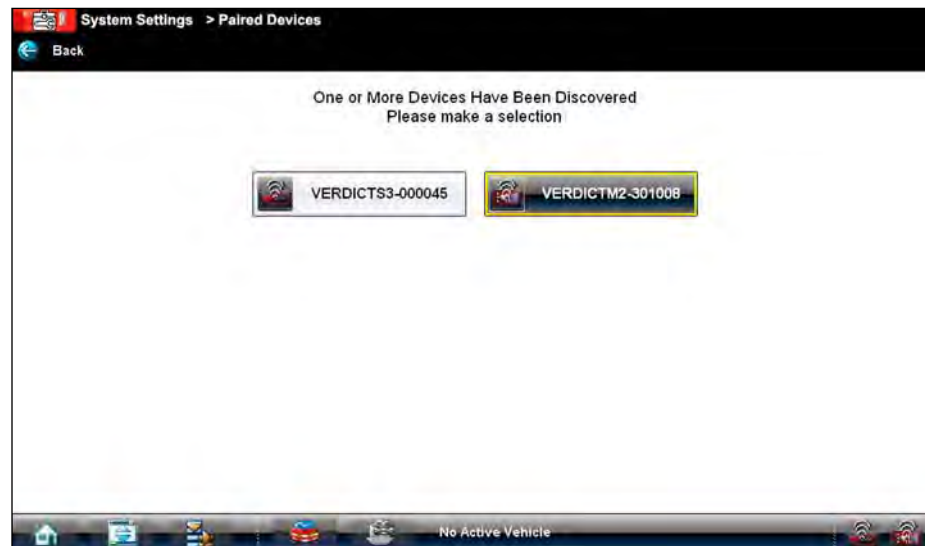 System Settings > Paired Devices
Back
One or More Devices Have Been Discovered
Please make a selection
VERDICTS3-000045
VERDICTM2-301008
No Active Vehicle